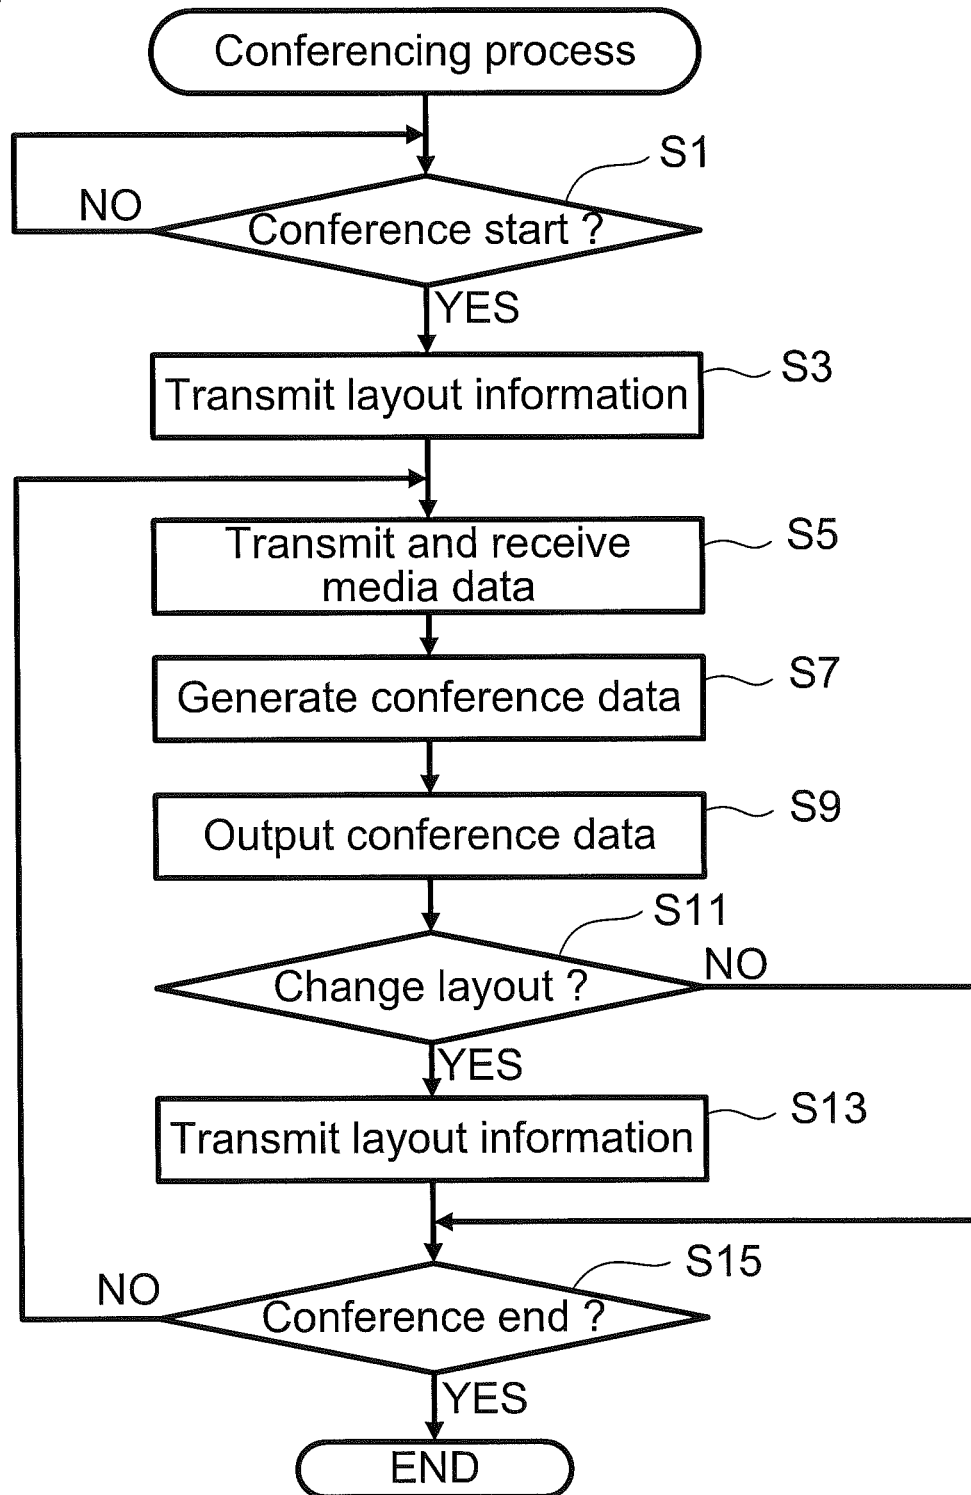 Conferencing process
S1
NO
Conference start ?
YES
S3
Transmit layout information
S5
Transmit and receive
media data
S7
Generate conference data
S9
Output conference data
S11
NO
Change layout ?
YES
S13
Transmit layout information
S15
NO
Conference end ?
YES
END